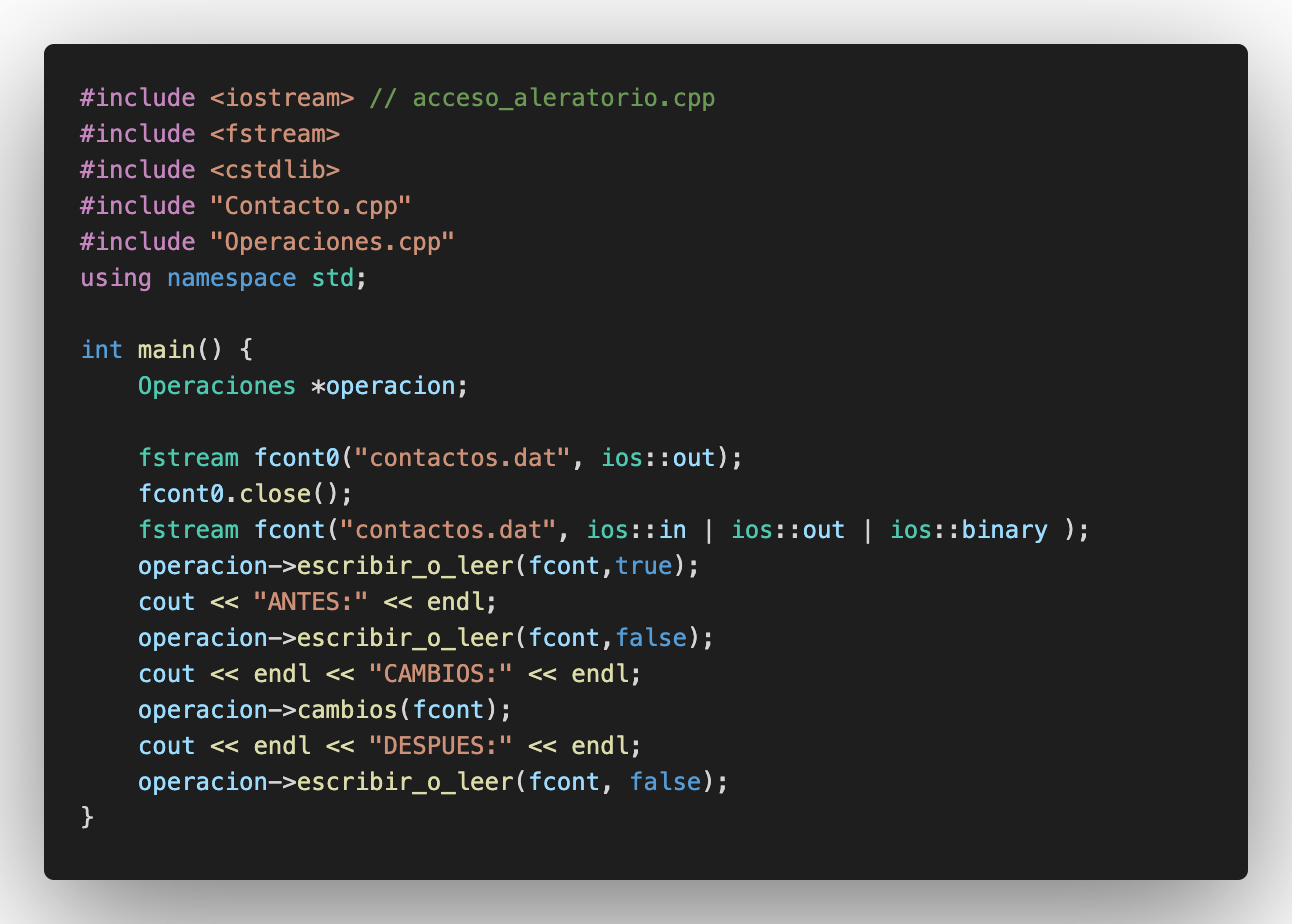 #include <iostream> // acceso_aleratorio.cpp
#include <fstream>
#include <cstdlib>
#include "Contacto.cpp"
#include "Operaciones.cpp"
using namespace std;

int main() {
    Operaciones *operacion;

    fstream fcont0("contactos.dat", ios::out);
    fcont0.close();
    fstream fcont("contactos.dat", ios::in | ios::out | ios::binary );
    operacion->escribir_o_leer(fcont,true);
    cout << "ANTES:" << endl;
    operacion->escribir_o_leer(fcont,false);
    cout << endl << "CAMBIOS:" << endl;
    operacion->cambios(fcont);
    cout << endl << "DESPUES:" << endl;
    operacion->escribir_o_leer(fcont, false);
}